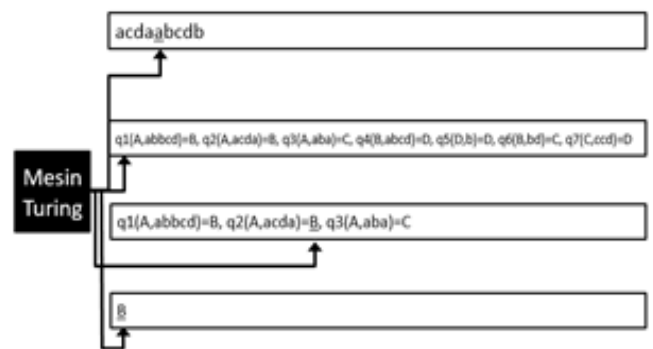 acdaabcdb
q1(A,abbcd)=B, q2(A,acda)=B, q3(A,aba)=C, q4(B,abcd)=D, q5(D,b)=D, q6(B,bd)=C, q7(C,ccd)=D
Mesin
Turing
q1(A,abbcd)=B, q2(A,acda)=B, q3(A,aba)=C
B